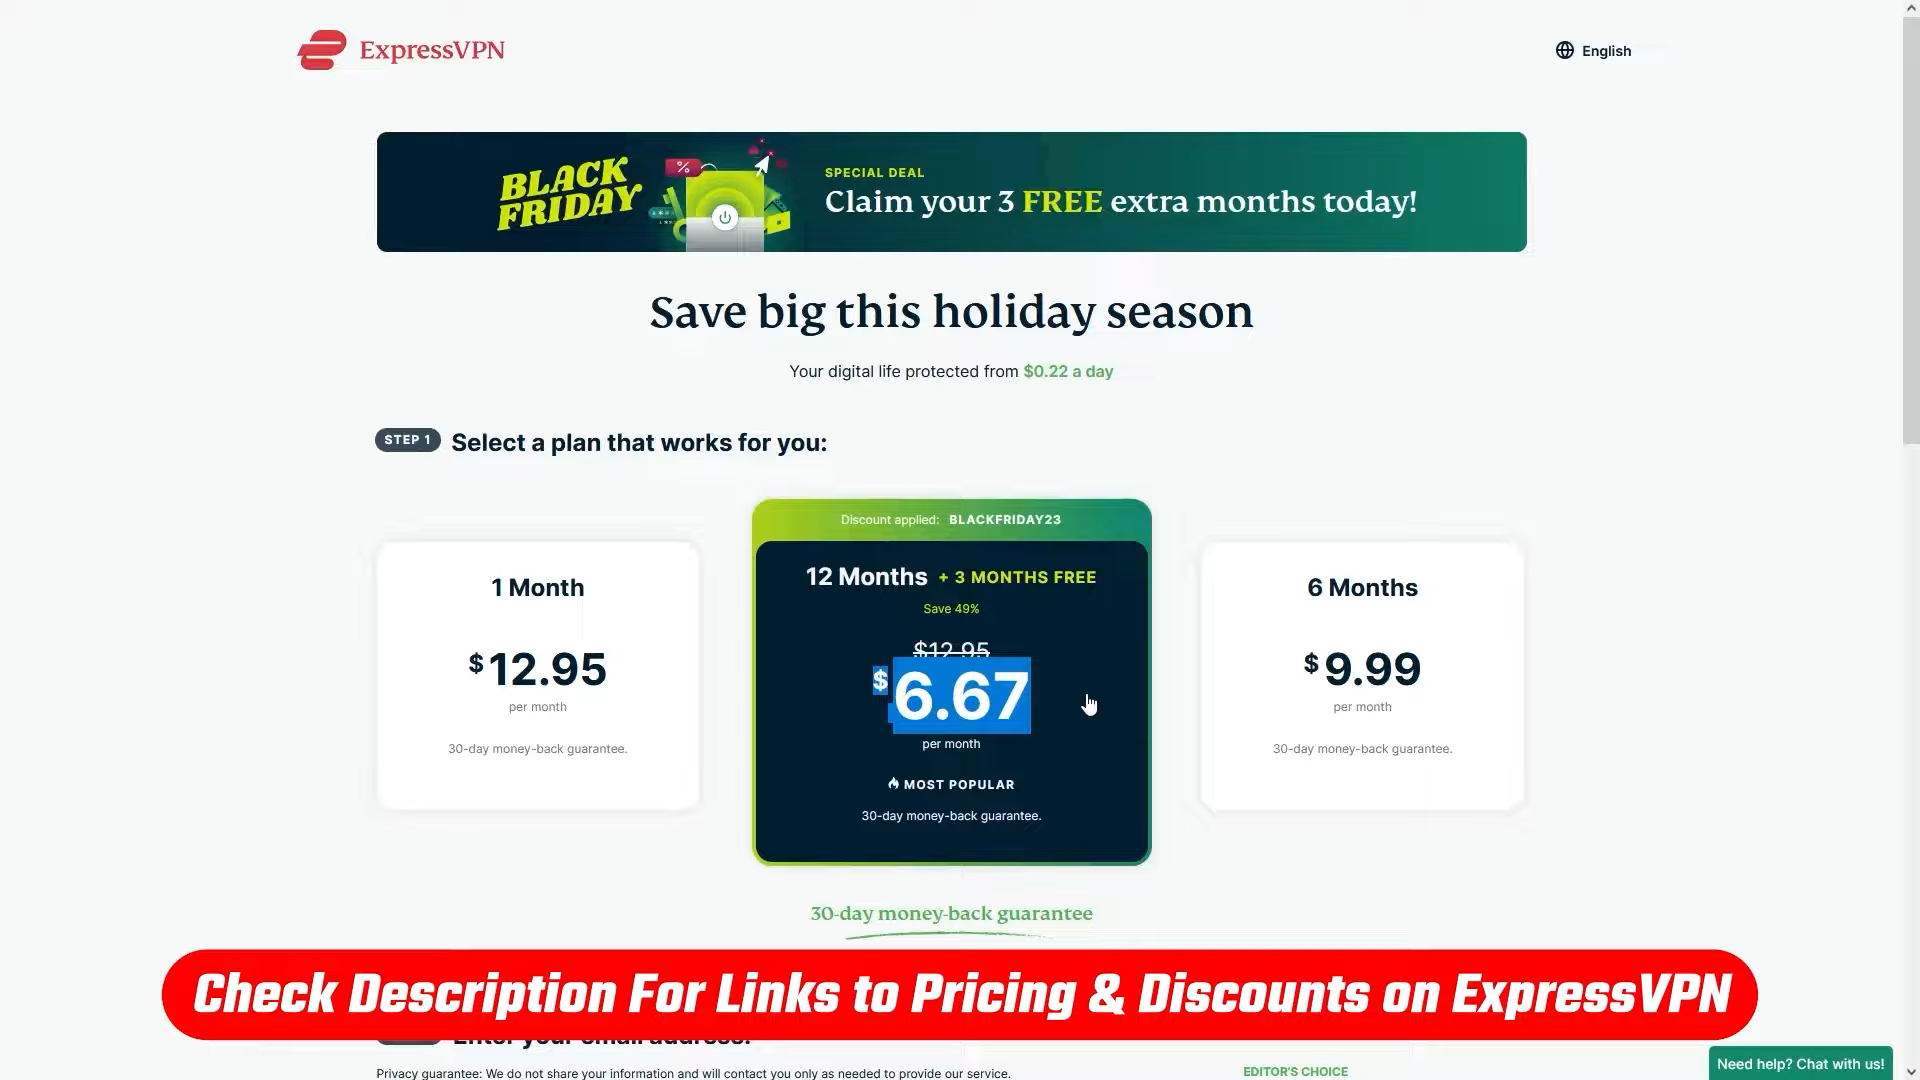 ExpressVPN
English
BLACK
FRIDAY
%
SPECIAL DEAL
Claim your 3 FREE extra months today!
Save big this holiday season
Your digital life protected from $0.22 a day
STEP 1 Select a plan that works for you:
Discount applied: BLACKFRIDAY23
1 Month
$12.95
per month
30-day money-back guarantee.
12 Months + 3 MONTHS FREE
Save 49%
$12.95
$6.67
per month
MOST POPULAR
30-day money-back guarantee.
6 Months
$9.99
per month
30-day money-back guarantee.
30-day money-back guarantee
Check Description For Links to Pricing & Discounts on ExpressVPN
Enter your email address:
Privacy guarantee: We do not share your information and will contact you only as needed to provide our service.
EDITOR'S CHOICE
Need help? Chat with us!